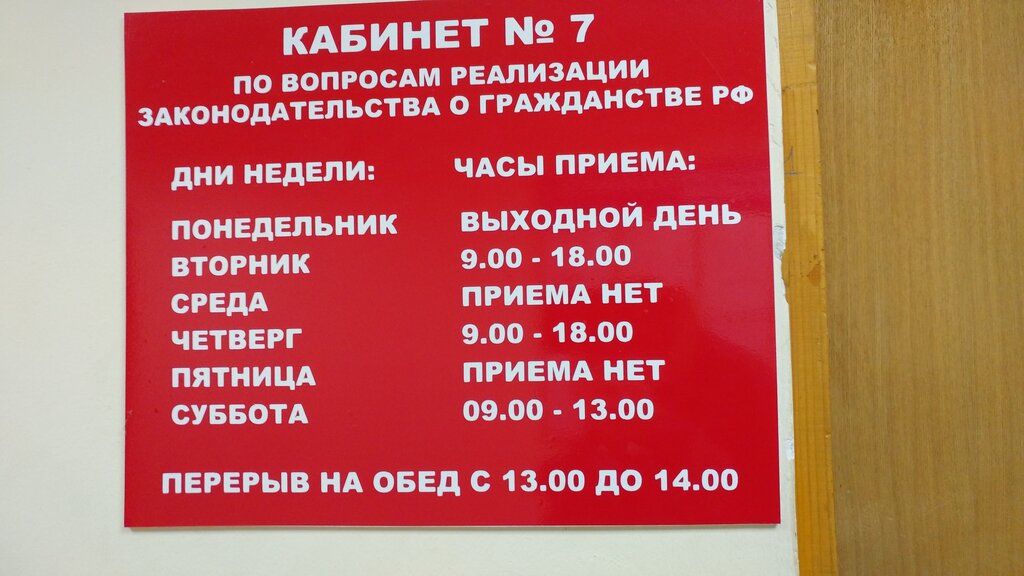 КАБИНЕТ № 7
ПО ВОПРОСАМ РЕАЛИЗАЦИИ
ЗАКОНОДАТЕЛЬСТВА О ГРАЖДАНСТВЕ РФ
ДНИ НЕДЕЛИ: ЧАСЫ ПРИЕМА:
ПОНЕДЕЛЬНИК ВЫХОДНОЙ ДЕНЬ
ВТОРНИК 9.00 - 18.00
СРЕДА ПРИЕМА НЕТ
ЧЕТВЕРГ 9.00 - 18.00
ПЯТНИЦА ПРИЕМА НЕТ
СУББОТА 09.00 - 13.00
ПЕРЕРЫВ НА ОБЕД С 13.00 ДО 14.00